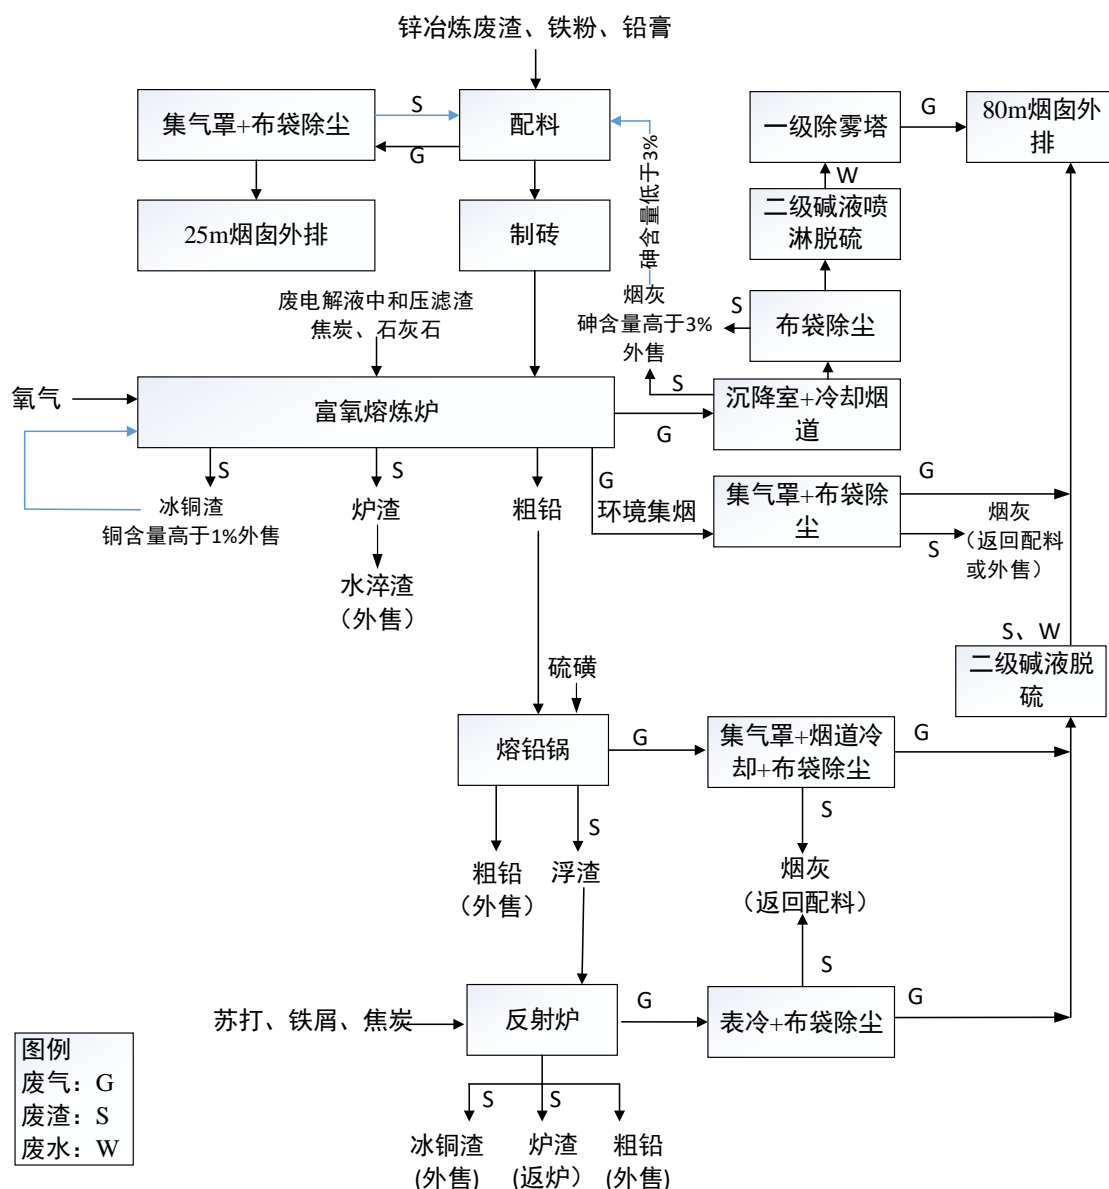 锌冶炼废渣、铁粉、铅膏
集气罩+布袋除尘
S
G
配料
25m烟囱外排
制砖
砷含量低于3%
一级除雾塔
G
80m烟囱外
排
W
二级碱液喷
淋脱硫
布袋除尘
S
烟灰
砷含量高于3%
外售
S
沉降室+冷却烟
道
废电解液中和压滤渣
焦炭、石灰石
氧气
富氧熔炼炉
G
S
冰铜渣
铜含量高于1%外售
S
炉渣
水淬渣
（外售）
粗铅
G
环境集烟
集气罩+布袋除
尘
G
S
烟灰
（返回配料
或外售）
S、W
二级碱液脱
硫
硫磺
熔铅锅
G
集气罩+烟道冷
却+布袋除尘
G
S
粗铅
（外售）
S
浮渣
烟灰
（返回配料）
S
苏打、铁屑、焦炭
反射炉
G
表冷+布袋除尘
G
S
S
冰铜渣
(外售)
炉渣
(返炉）
粗铅
(外售)
图例
废气：G
废渣：S
废水：W